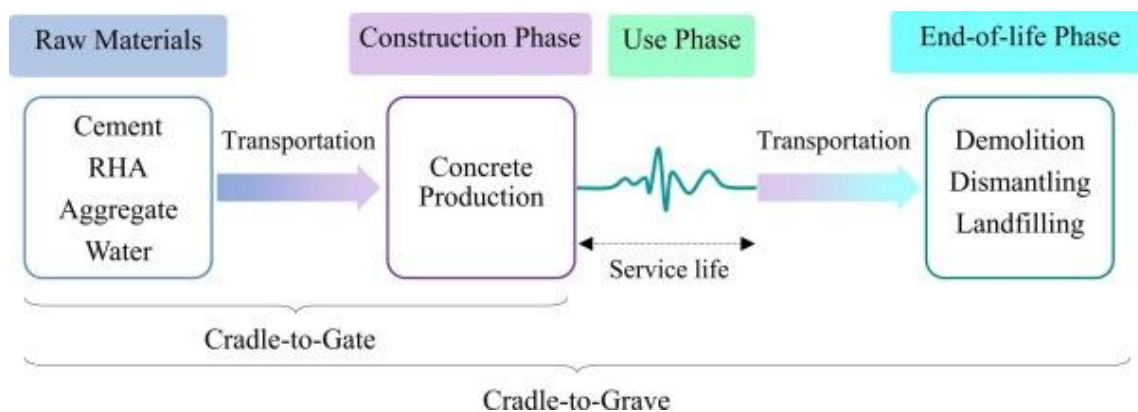 Raw Materials
Construction Phase
Use Phase
End-of-life Phase
Cement
RHA
Aggregate
Water
Transportation
Concrete
Production
Service life
Transportation
Demolition
Dismantling
Landfilling
Cradle-to-Gate
Cradle-to-Grave